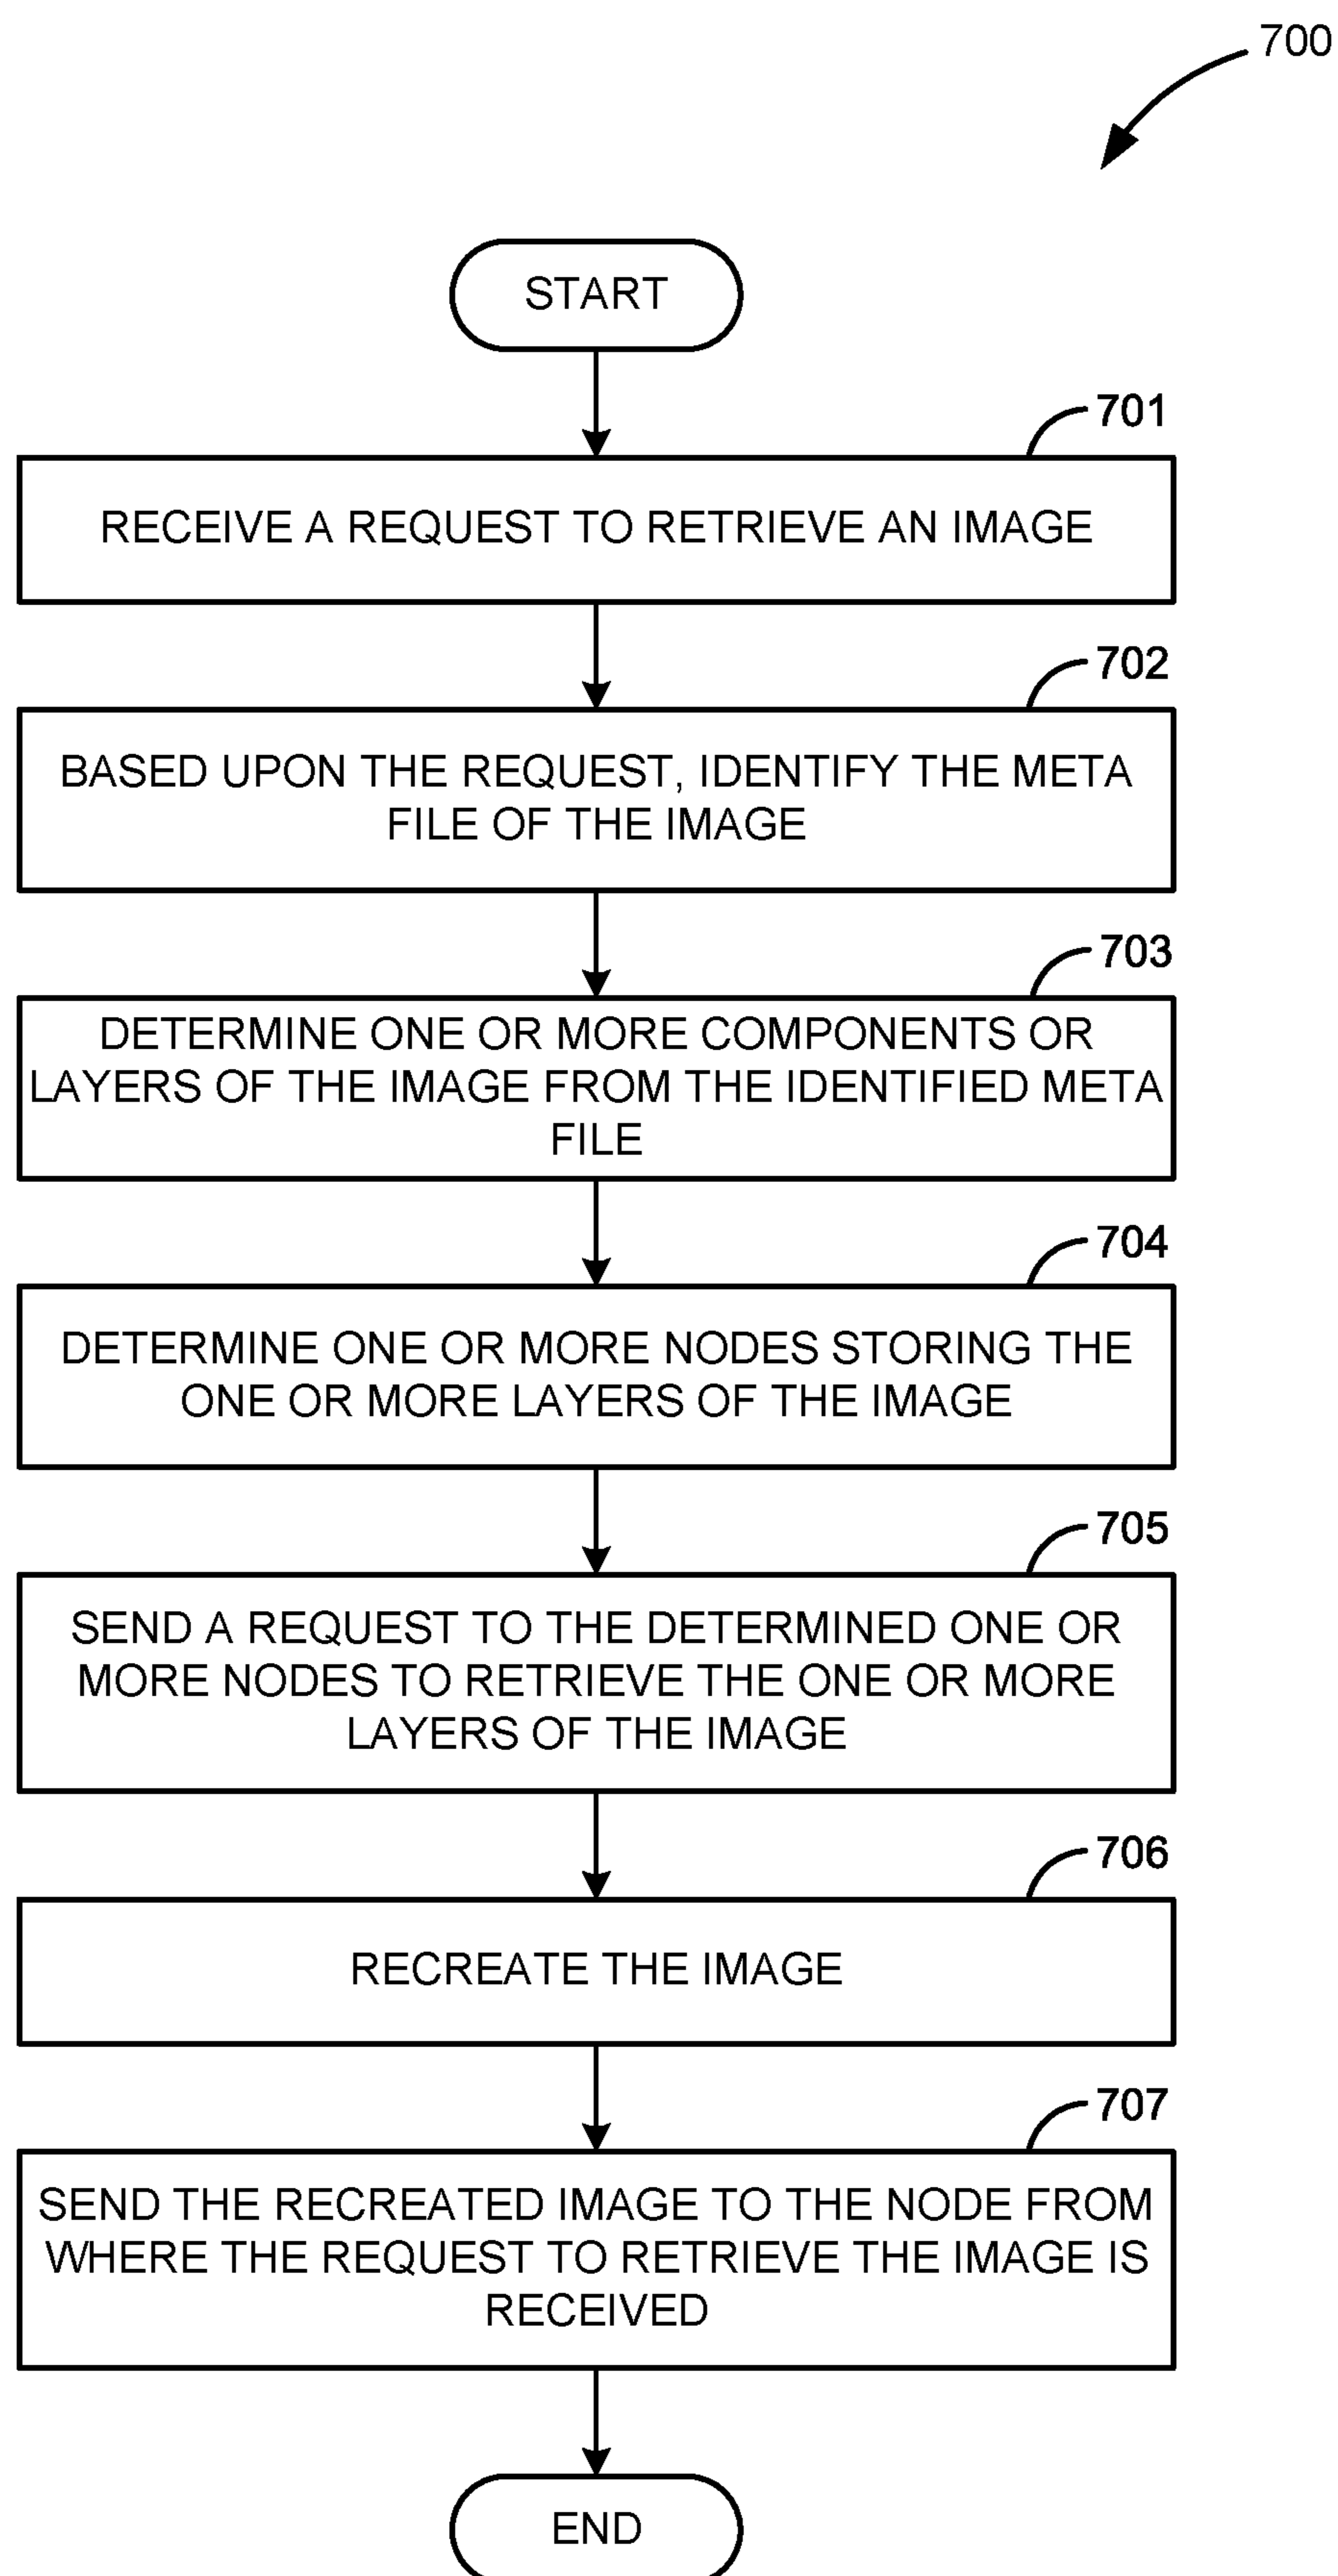 700
START
701
RECEIVE A REQUEST TO RETRIEVE AN IMAGE
702
BASED UPON THE REQUEST, IDENTIFY THE META
FILE OF THE IMAGE
703
DETERMINE ONE OR MORE COMPONENTS OR
LAYERS OF THE IMAGE FROM THE IDENTIFIED META
FILE
704
DETERMINE ONE OR MORE NODES STORING THE
ONE OR MORE LAYERS OF THE IMAGE
705
SEND A REQUEST TO THE DETERMINED ONE OR
MORE NODES TO RETRIEVE THE ONE OR MORE
LAYERS OF THE IMAGE
706
RECREATE THE IMAGE
707
SEND THE RECREATED IMAGE TO THE NODE FROM
WHERE THE REQUEST TO RETRIEVE THE IMAGE IS
RECEIVED
END